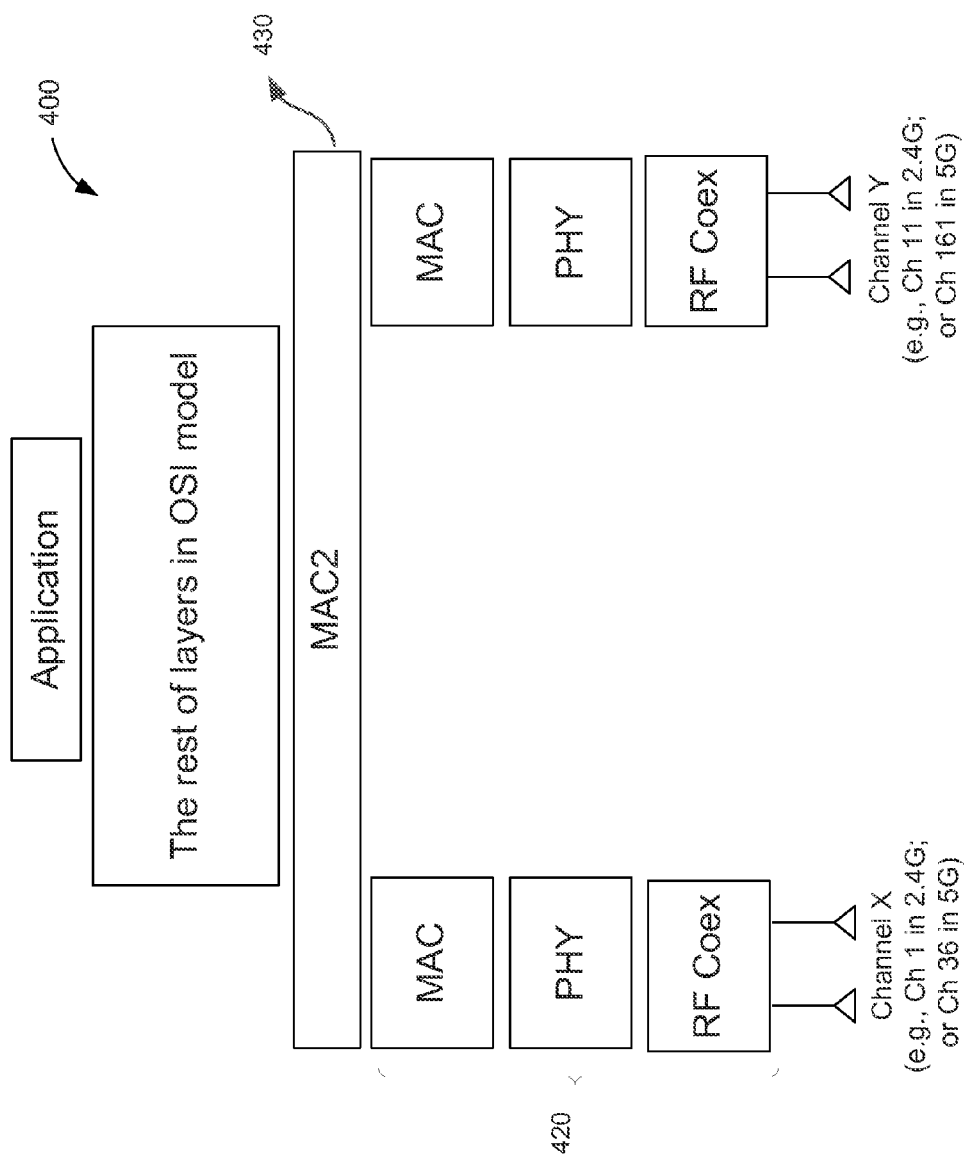 400
Application
The rest of layers in OSI model
430
MAC2
MAC
MAC
PHY
PHY
RF Coex
RF Coex
420
Channel X
(e.g., Ch 1 in 2.4G;
or Ch 36 in 5G)
Channel Y
(e.g., Ch 11 in 2.4G;
or Ch 161 in 5G)